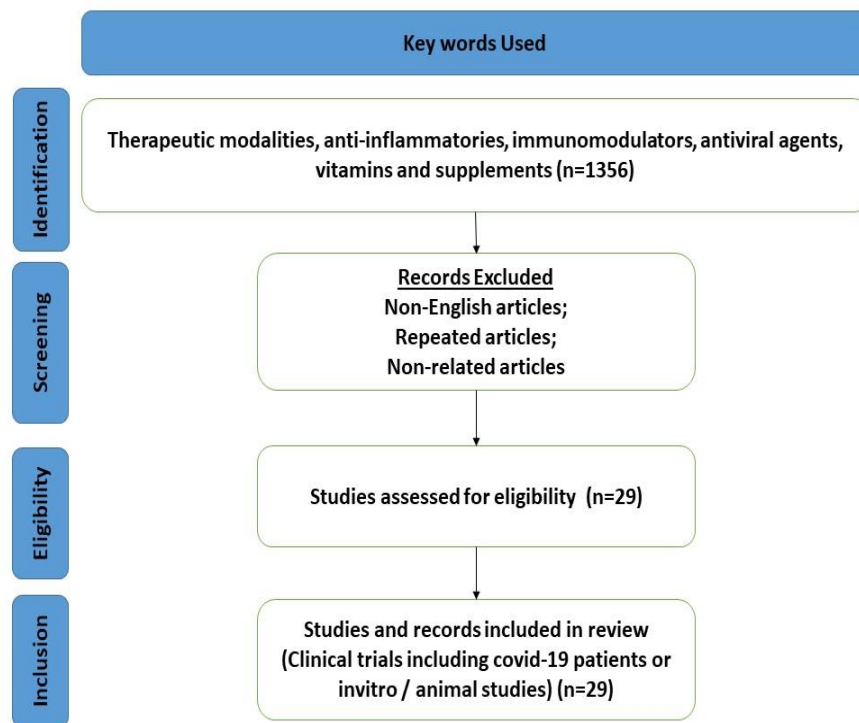 Key words Used
Identification
Therapeutic modalities, anti-inflammatories, immunomodulators, antiviral agents,
vitamins and supplements (n=1356)
Screening
Records Excluded
Non-English articles;
Repeated articles;
Non-related articles
Eligibility
Studies assessed for eligibility (n=29)
Inclusion
Studies and records included in review
(Clinical trials including covid-19 patients or
invitro / animal studies) (n=29)